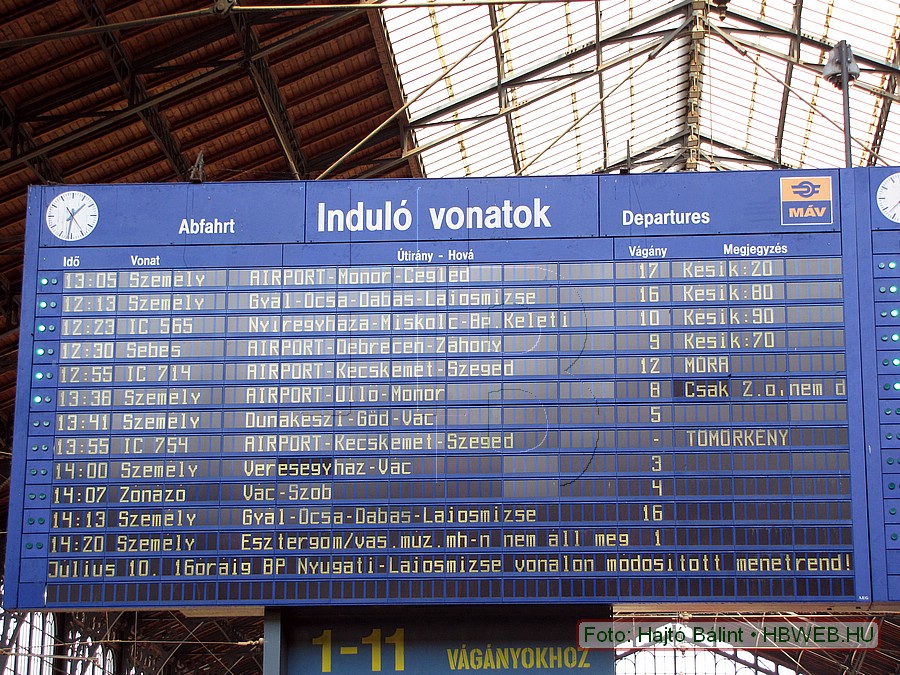 Abfahrt Induló vonatok Departures MÁV
Idő Vonat Útirány - Hová Vágány Megjegyzés
13:05 Személy AIRPORT-Monor-Cegléd 17 Késik:20
12:13 Személy Gyál-Ócsa-Dabas-Lajosmizse 16 Késik:80
12:23 IC 565 Nyíregyháza-Miskolc-Bp.Keleti 10 Késik:90
12:30 Sebes AIRPORT-Debrecen-Záhony 9 Késik:70
12:55 IC 714 AIRPORT-Kecskemét-Szeged 12 MÓRA
13:38 Személy AIRPORT-Üllő-Monor 8 Csak 2.o,nem d
13:41 Személy Dunakeszi-Göd-Vác 5
13:55 IC 754 AIRPORT-Kecskemét-Szeged - TÖMÖRKÉNY
14:00 Személy Veresegyház-Vác 3
14:07 Zónázó Vác-Szob 4
14:13 Személy Gyál-Ócsa-Dabas-Lajosmizse 16
14:20 Személy Esztergom/vas.múz.mh-n nem áll meg 1
Július 10. 16óráig BP Nyugati-Lajosmizse vonalon módosított menetrend!
1-11 VÁGÁNYOKHOZ
Fotó: Hajtó Bálint • HBWEB.HU